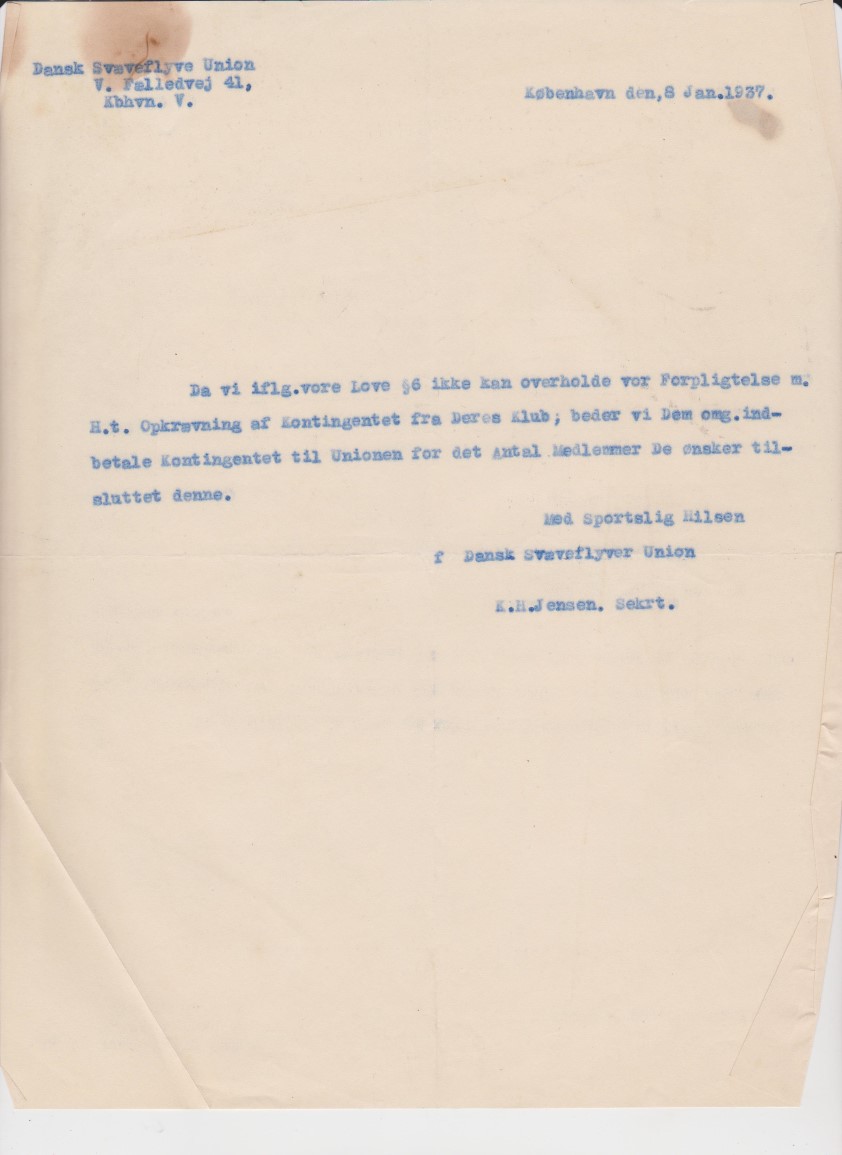 Dansk Svæveflyve Union
V. Fælledvej 41,
Kbhvn. V.
København den,8 Jan.1937.
Da vi iflg.vore Love §6 ikke kan overholde vor Forpligtelse m.
H.t. Opkrævning af Kontingentet fra Deres Klub; beder vi Dem omg.ind-
betale Kontingentet til Unionen for det Antal Medlemmer De ønsker til-
sluttet denne.
Med Sportslig Hilsen
f Dansk Svæveflyver Union
K.H.Jensen. Sekrt.